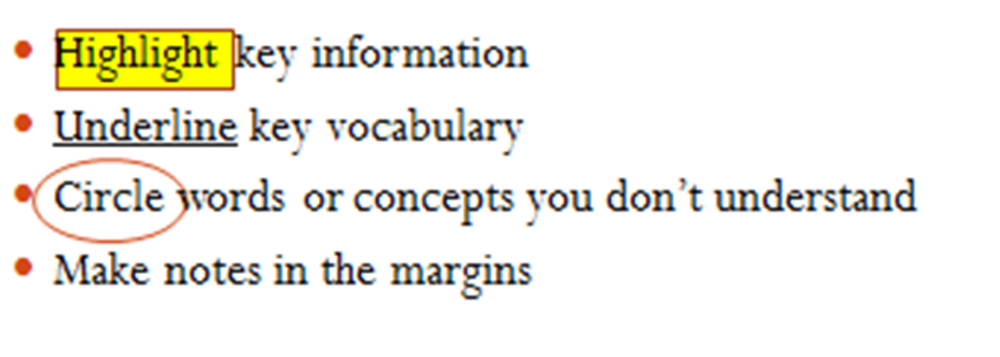 • Highlight key information
• Underline key vocabulary
• Circle words or concepts you don’t understand
• Make notes in the margins